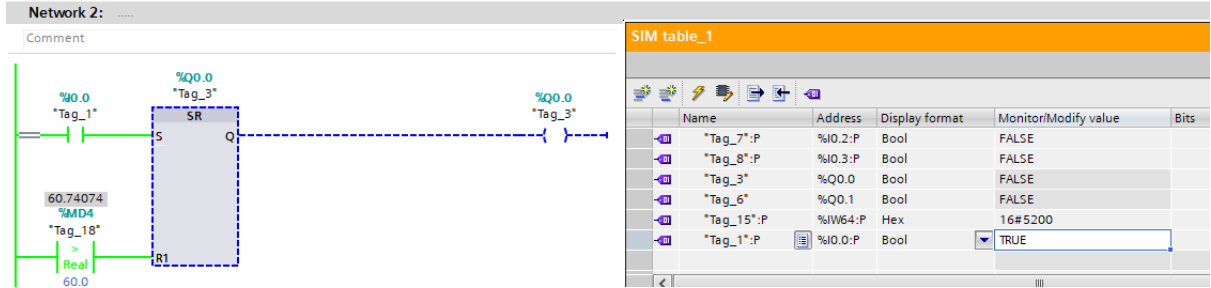 Network 2: .....
Comment
%I0.0
"Tag_1"
%Q0.0
"Tag_3"
SR
S
Q
R1
%Q0.0
"Tag_3"
60.74074
%MD4
"Tag_18"
>
Real
60.0
SIM table_1
Name Address Display format Monitor/Modify value Bits
"Tag_7":P %I0.2:P Bool FALSE
"Tag_8":P %I0.3:P Bool FALSE
"Tag_3" %Q0.0 Bool FALSE
"Tag_6" %Q0.1 Bool FALSE
"Tag_15":P %IW64:P Hex 16#5200
"Tag_1":P %I0.0:P Bool TRUE